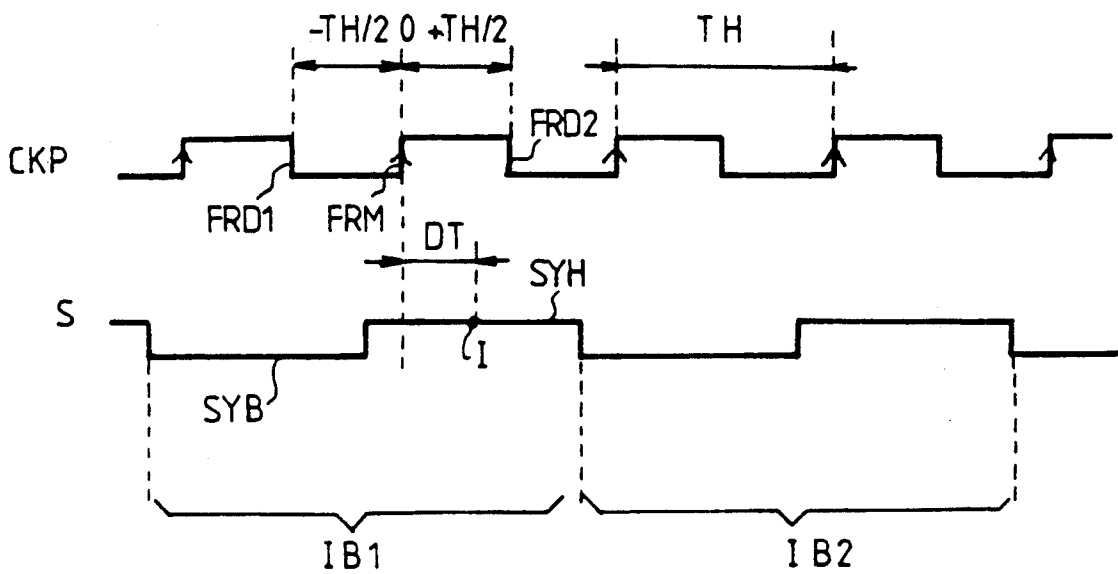 -TH/2 0 +TH/2 TH
CKP
FRD1 FRM FRD2
DT
SYH
S
I
SYB
IB1 IB2